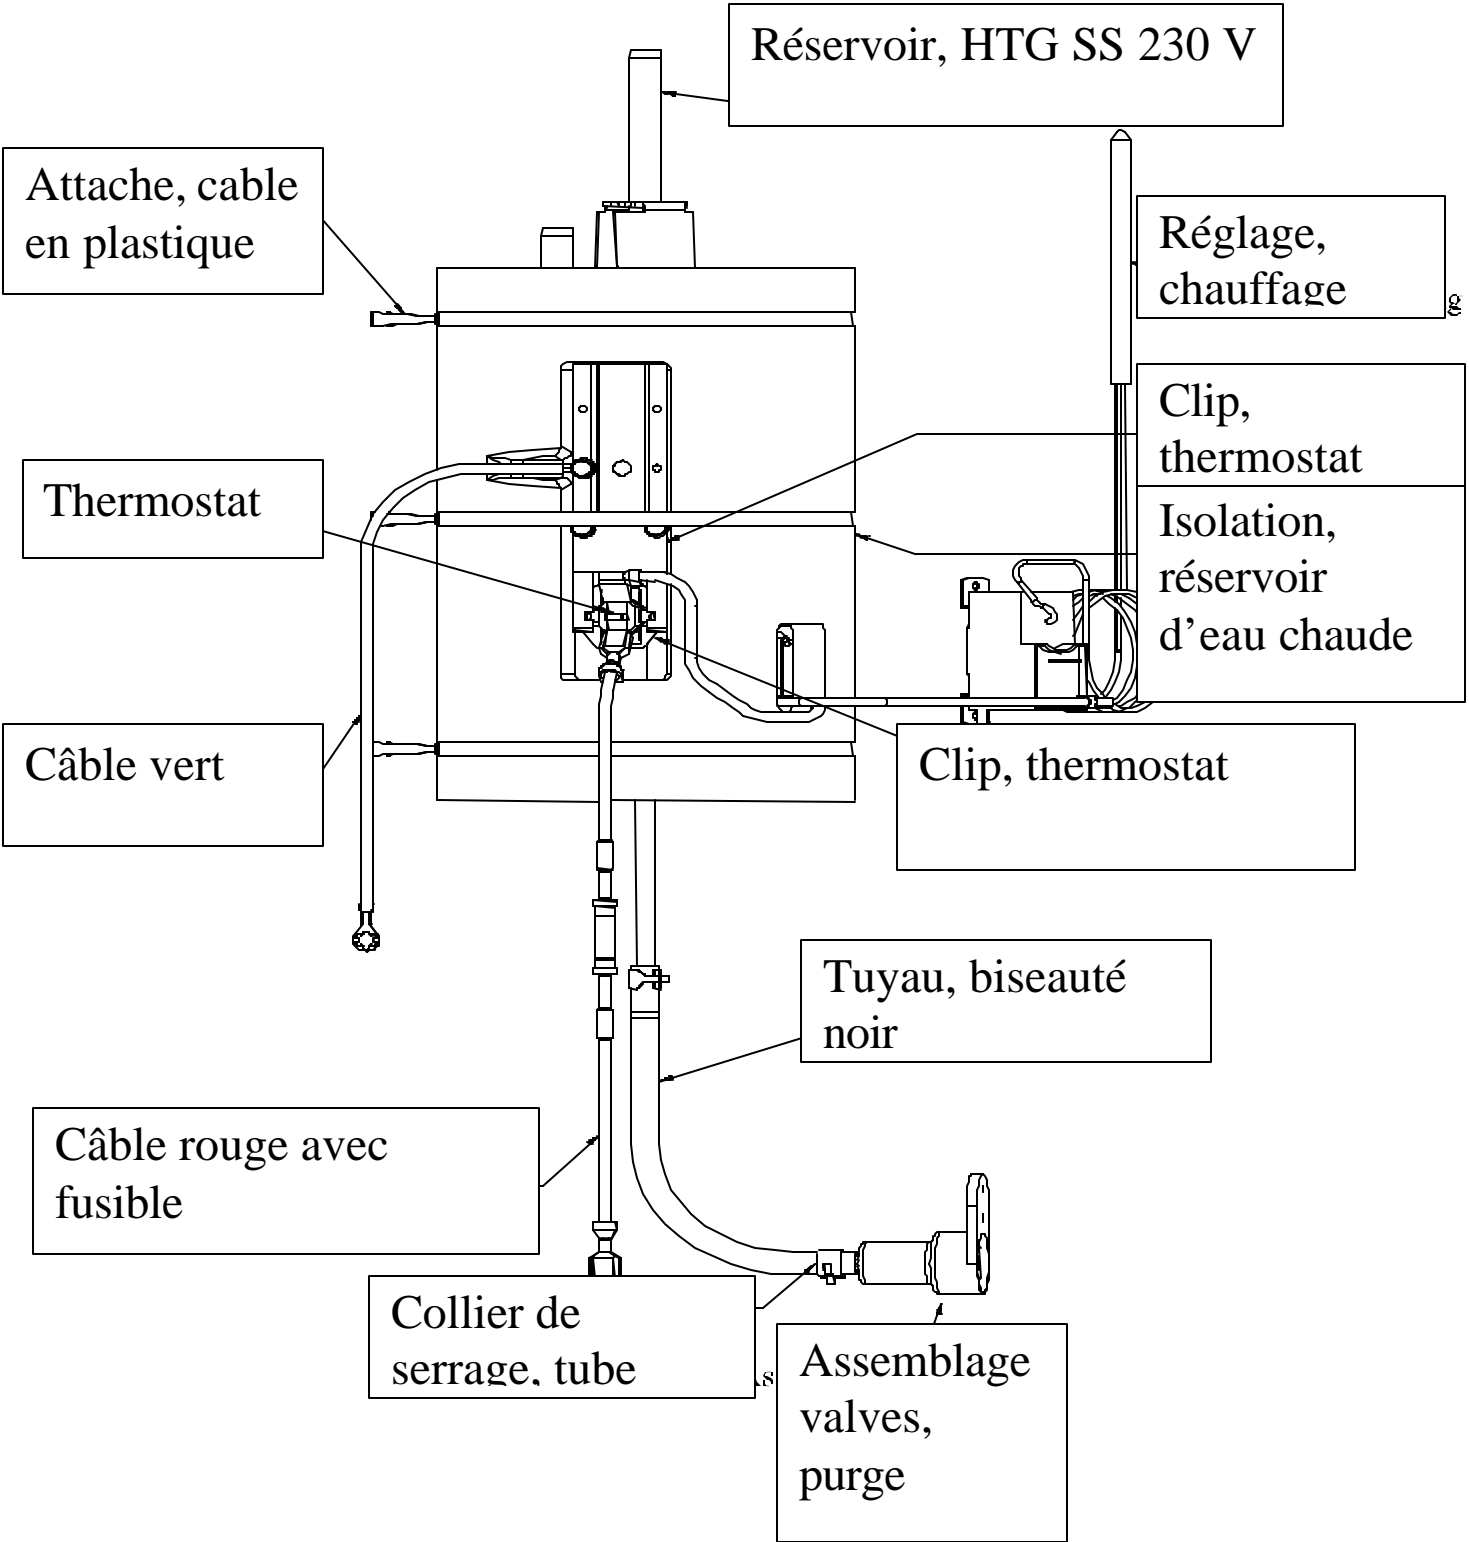 Réservoir, HTG SS 230 V
Attache, cable
en plastique
Réglage,
chauffage
g
Clip,
thermostat
Thermostat
Isolation,
réservoir
d’eau chaude
Câble vert
Clip, thermostat
Tuyau, biseauté
noir
Câble rouge avec
fusible
Collier de
serrage, tube
Assemblage
valves,
purge